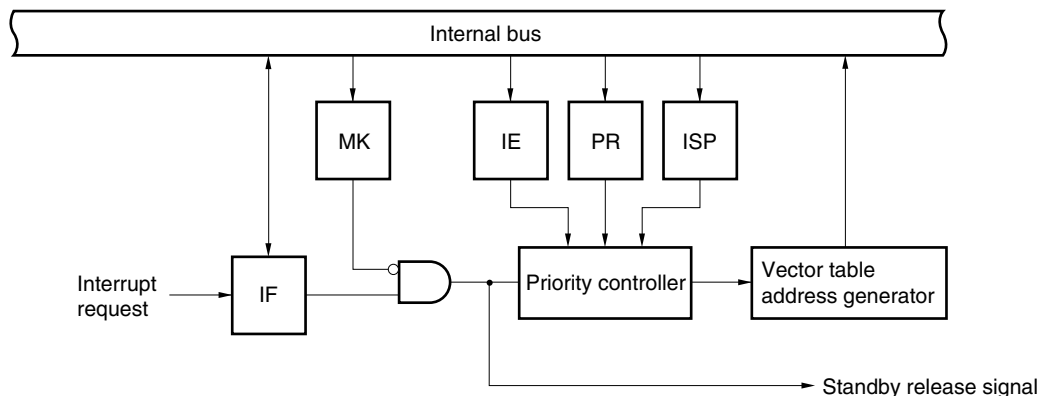 Internal bus
MK
IE
PR
ISP
Interrupt
request
IF
Priority controller
Vector table
address generator
Standby release signal